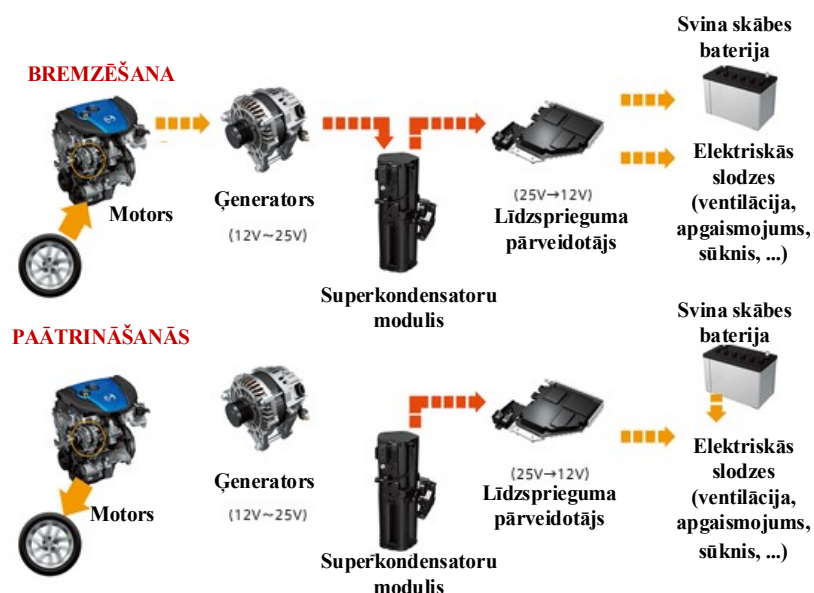 Svina skābes
baterija
BREMZĒŠANA
Motors
Ģenerators
(12V~25V)
Superkondensatoru
modulis
(25V→12V)
Līdzsprieguma
pārveidotājs
Elektriskās
slodzes
(ventilācija,
apgaismojums,
sūknis, ...)
Svina skābes
baterija
PAĀTRINĀŠANĀS
Motors
Ģenerators
(12V~25V)
Superkondensatoru
modulis
(25V→12V)
Līdzsprieguma
pārveidotājs
Elektriskās
slodzes
(ventilācija,
apgaismojums,
sūknis, ...)